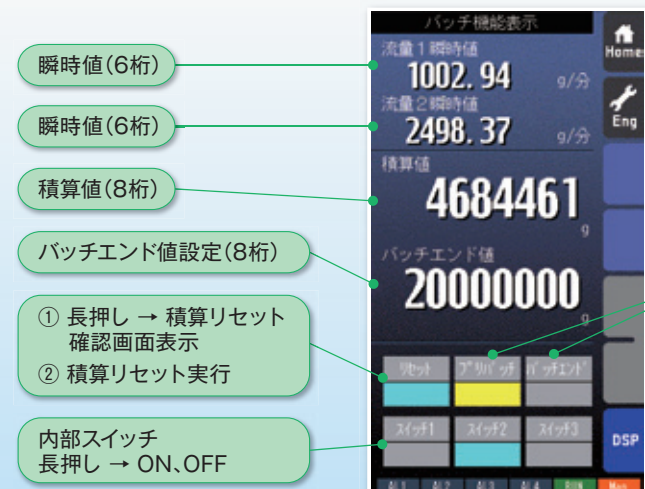 瞬時値(6桁)
瞬時値(6桁)
積算値(8桁)
バッチエンド値設定(8桁)
① 長押し → 積算リセット
確認画面表示
② 積算リセット実行
内部スイッチ
長押し → ON、OFF
バッチ機能表示
流量1瞬時値
1002.94 g/分
流量2瞬時値
2498.37 g/分
積算値
4684461
g
バッチエンド値
20000000
g
リセット プリバッチ バッチエンド
スイッチ1 スイッチ2 スイッチ3
AL1 AL2 AL3 AL4 RUN Man
Home
Eng
DSP